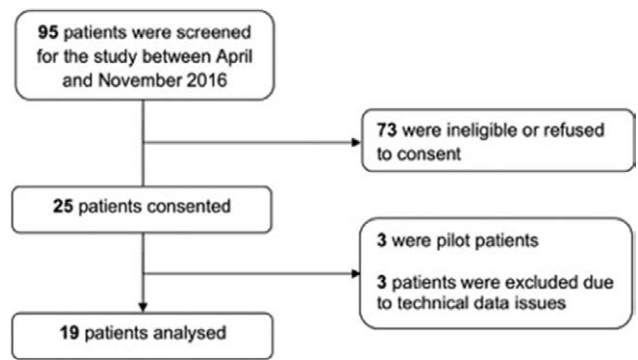 95 patients were screened
for the study between April
and November 2016
73 were ineligible or refused
to consent
25 patients consented
3 were pilot patients
3 patients were excluded due
to technical data issues
19 patients analysed